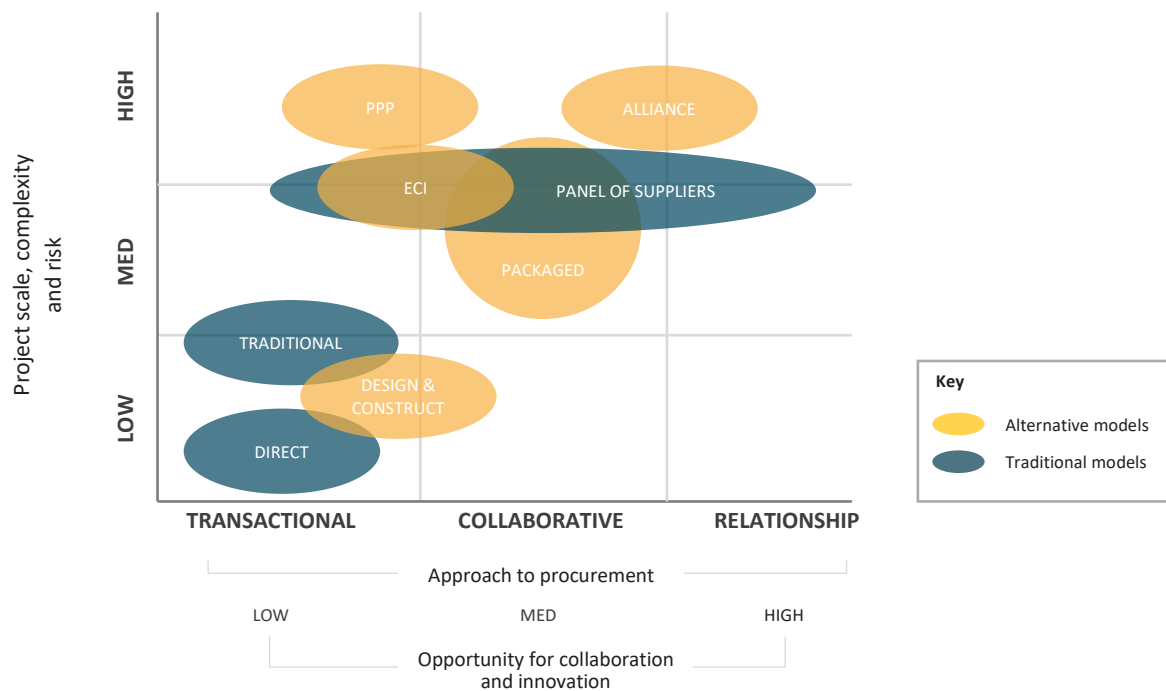 Project scale, complexity
and risk
HIGH
MED
LOW
PPP
ALLIANCE
ECI
PANEL OF SUPPLIERS
PACKAGED
TRADITIONAL
DESIGN &
CONSTRUCT
DIRECT
Key
Alternative models
Traditional models
TRANSACTIONAL
COLLABORATIVE
RELATIONSHIP
Approach to procurement
LOW
MED
HIGH
Opportunity for collaboration
and innovation